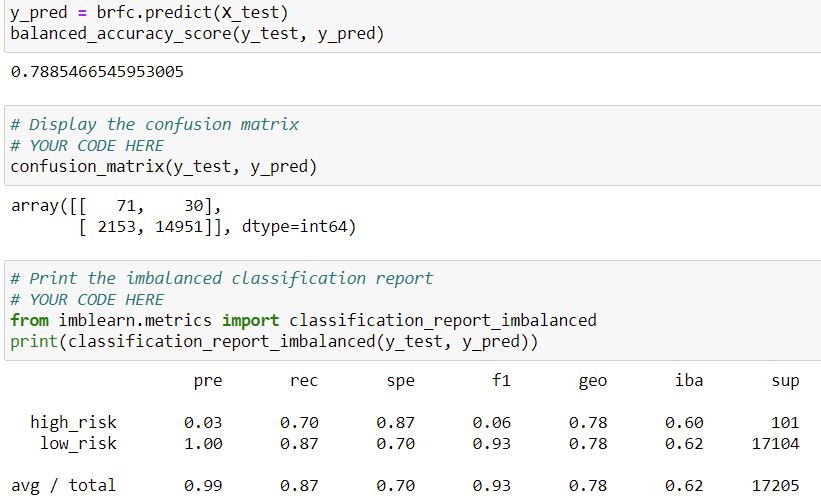 y_pred = brfc.predict(X_test)
balanced_accuracy_score(y_test, y_pred)
0.7885466545953005
# Display the confusion matrix
# YOUR CODE HERE
confusion_matrix(y_test, y_pred)
array([[   71,    30],
       [ 2153, 14951]], dtype=int64)
# Print the imbalanced classification report
# YOUR CODE HERE
from imblearn.metrics import classification_report_imbalanced
print(classification_report_imbalanced(y_test, y_pred))
pre rec spe f1 geo iba sup
high_risk 0.03 0.70 0.87 0.06 0.78 0.60 101
low_risk 1.00 0.87 0.70 0.93 0.78 0.62 17104
avg / total 0.99 0.87 0.70 0.93 0.78 0.62 17205